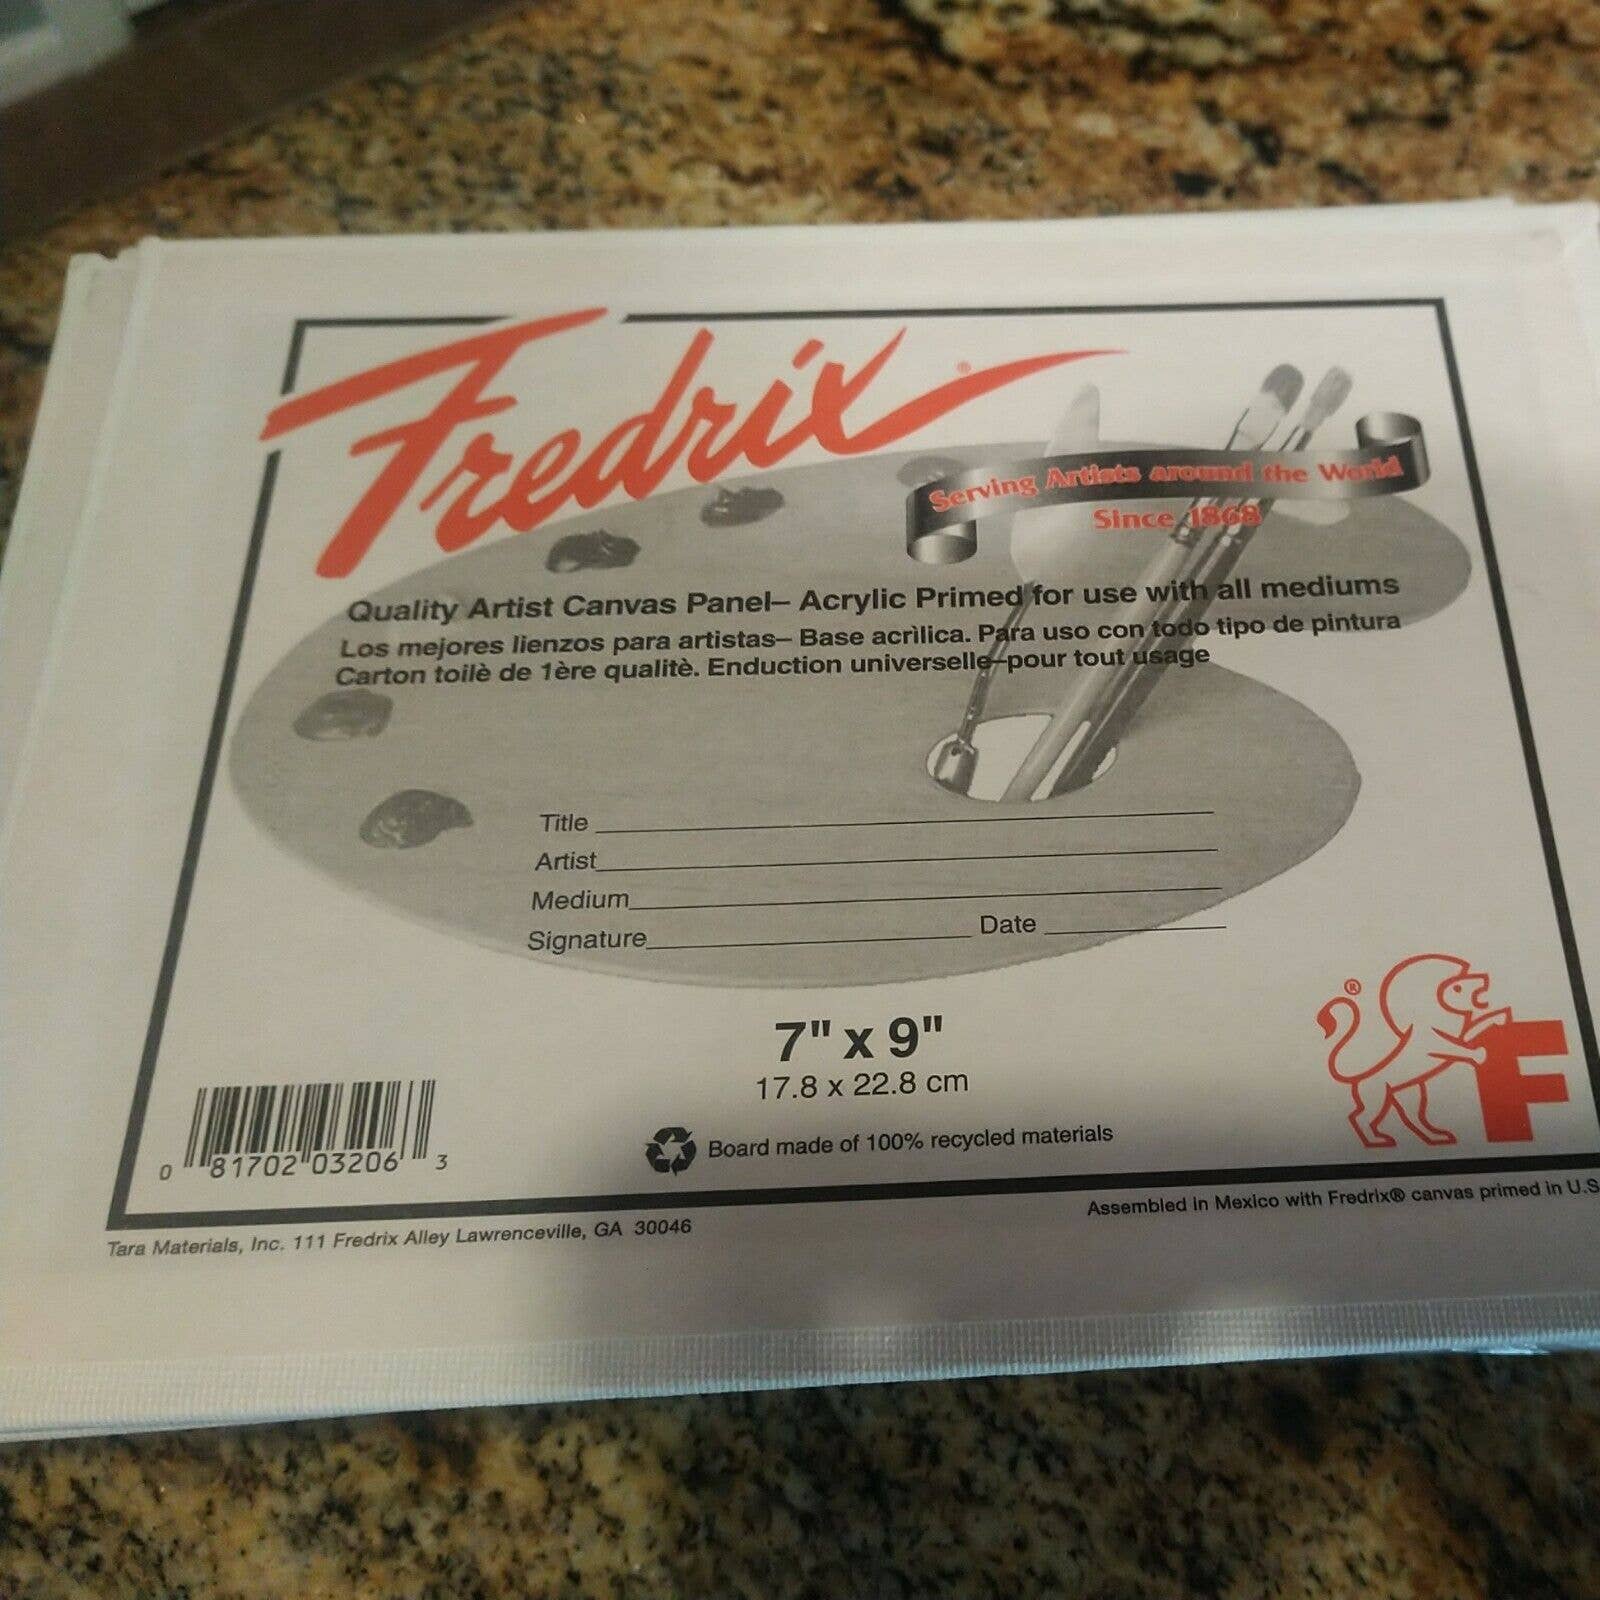 Fredrix®
Serving Artists around the World
Since 1868
Quality Artist Canvas Panel– Acrylic Primed for use with all mediums
Los mejores lienzos para artistas– Base acrìlica. Para uso con todo tipo de pintura
Carton toilè de 1ère qualitè. Enduction universelle–pour tout usage
Title
Artist
Medium
Signature Date
7" x 9"
17.8 x 22.8 cm
Board made of 100% recycled materials
0 81702 03206 3
® F
Assembled in Mexico with Fredrix® canvas primed in U.S
Tara Materials, Inc. 111 Fredrix Alley Lawrenceville, GA 30046